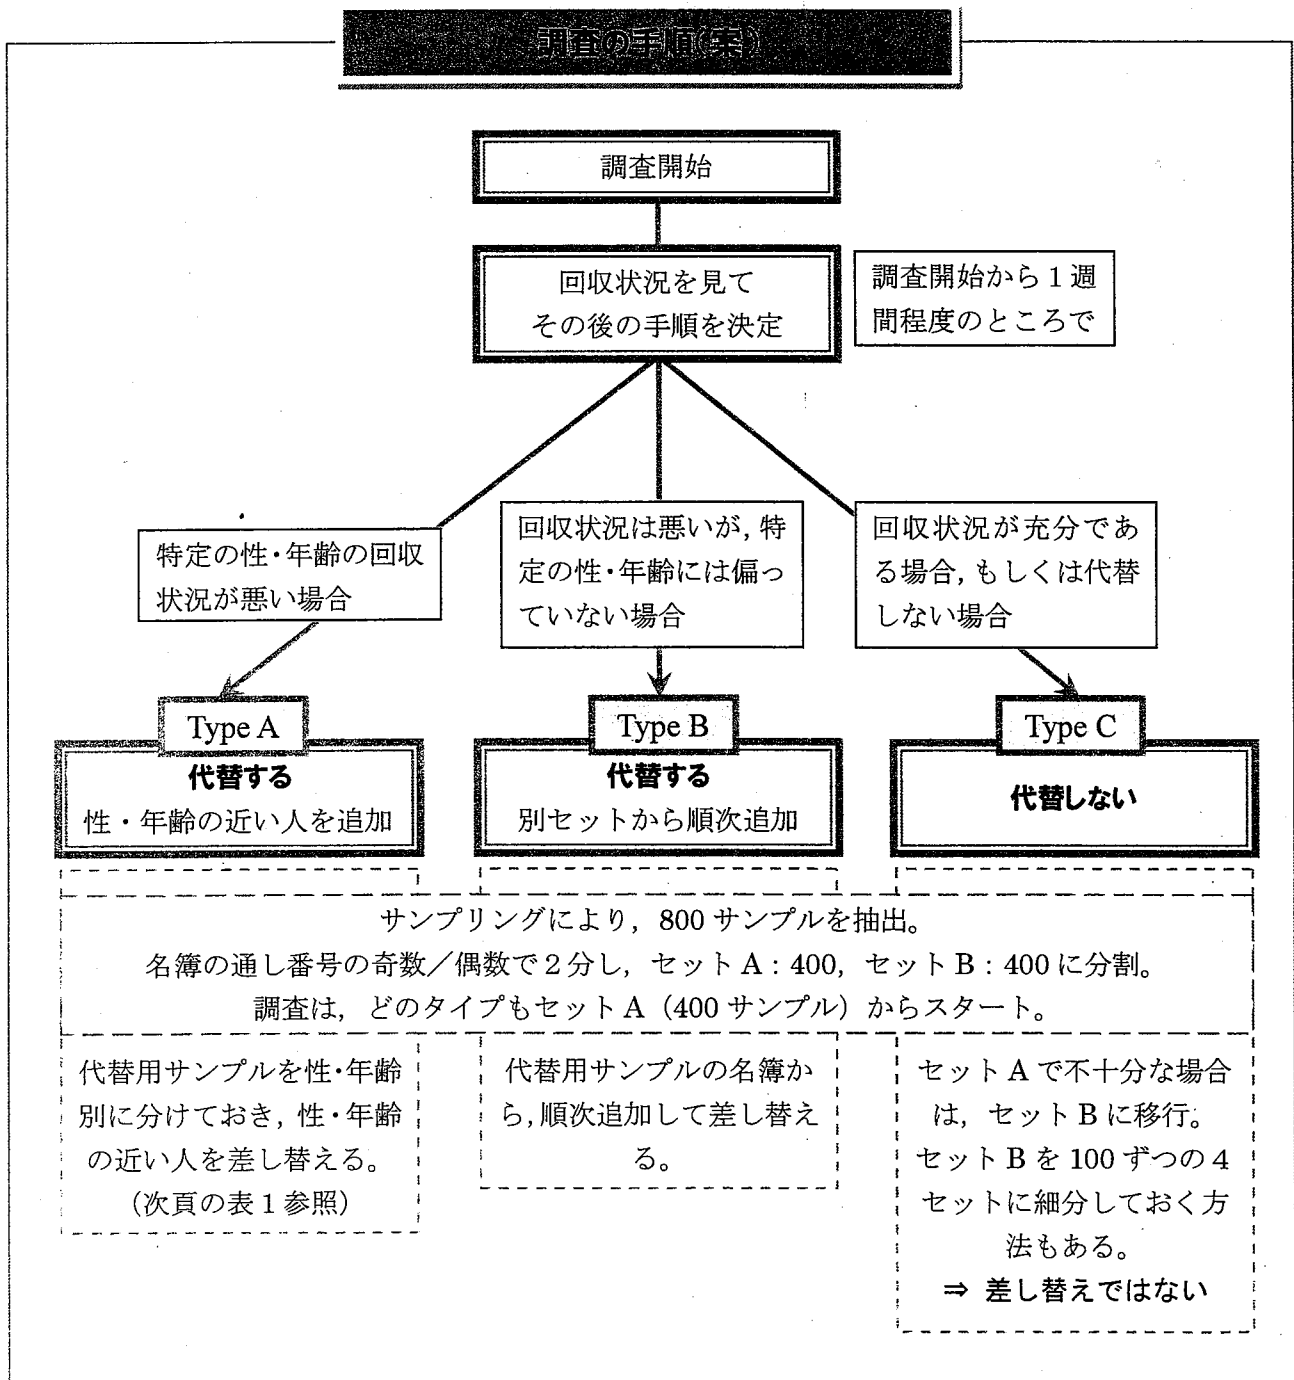 調査の手順(案)
調査開始
回収状況を見て
その後の手順を決定
調査開始から1週
間程度のところで
特定の性・年齢の回収
状況が悪い場合
回収状況は悪いが，特
定の性・年齢には偏っ
ていない場合
回収状況が充分であ
る場合，もしくは代替
しない場合
Type A
代替する
性・年齢の近い人を追加
Type B
代替する
別セットから順次追加
Type C
代替しない
サンプリングにより，800サンプルを抽出。
名簿の通し番号の奇数／偶数で2分し，セットA：400，セットB：400に分割。
調査は，どのタイプもセットA（400サンプル）からスタート。
代替用サンプルを性・年齢
別に分けておき，性・年齢
の近い人を差し替える。
（次頁の表1参照）
代替用サンプルの名簿か
ら，順次追加して差し替え
る。
セットAで不十分な場合
は，セットBに移行。
セットBを100ずつの4
セットに細分しておく方
法もある。
⇒ 差し替えではない